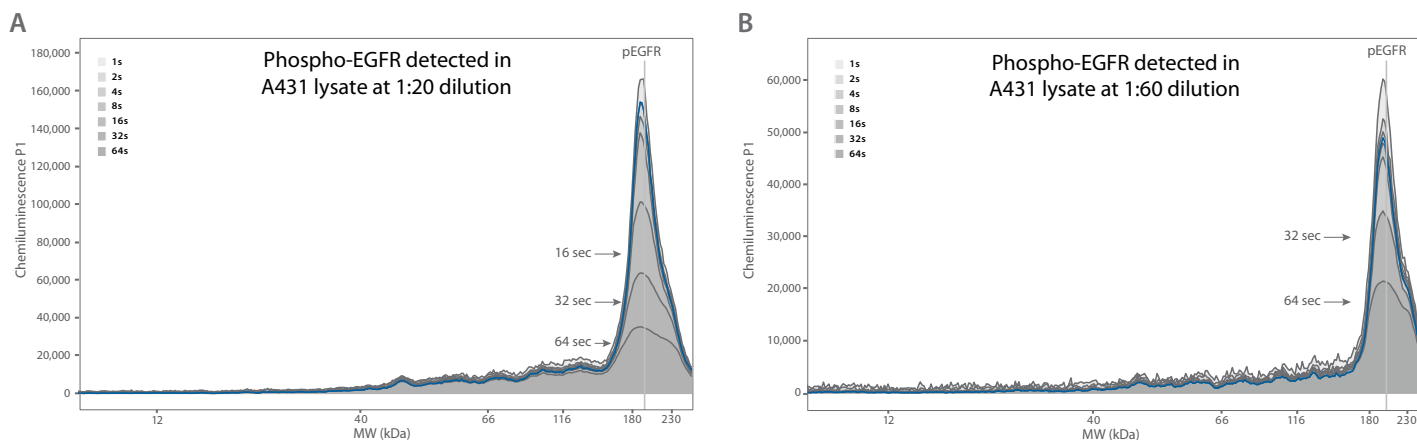 A
Phospho-EGFR detected in
A431 lysate at 1:20 dilution
pEGFR
1s
2s
4s
8s
16s
32s
64s
180,000
160,000
140,000
120,000
100,000
80,000
60,000
40,000
20,000
0
Chemiluminescence P1
16 sec
32 sec
64 sec
12
40
66
116
180
230
MW (kDa)
B
Phospho-EGFR detected in
A431 lysate at 1:60 dilution
pEGFR
1s
2s
4s
8s
16s
32s
64s
60,000
50,000
40,000
30,000
20,000
10,000
0
Chemiluminescence P1
32 sec
64 sec
12
40
66
116
180
230
MW (kDa)